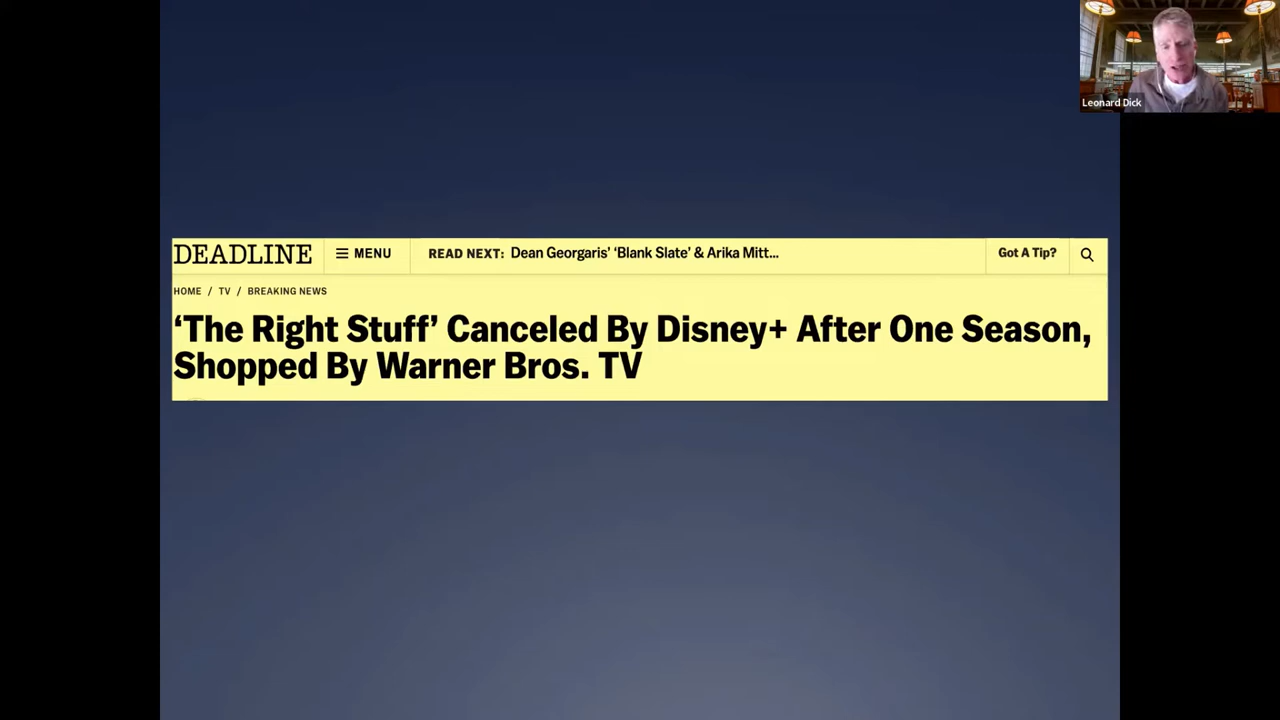 Leonard Dick
DEADLINE
MENU
READ NEXT: Dean Georgaris’ ‘Blank Slate’ & Arika Mitt...
Got A Tip?
HOME / TV / BREAKING NEWS
‘The Right Stuff’ Canceled By Disney+ After One Season,
Shopped By Warner Bros. TV